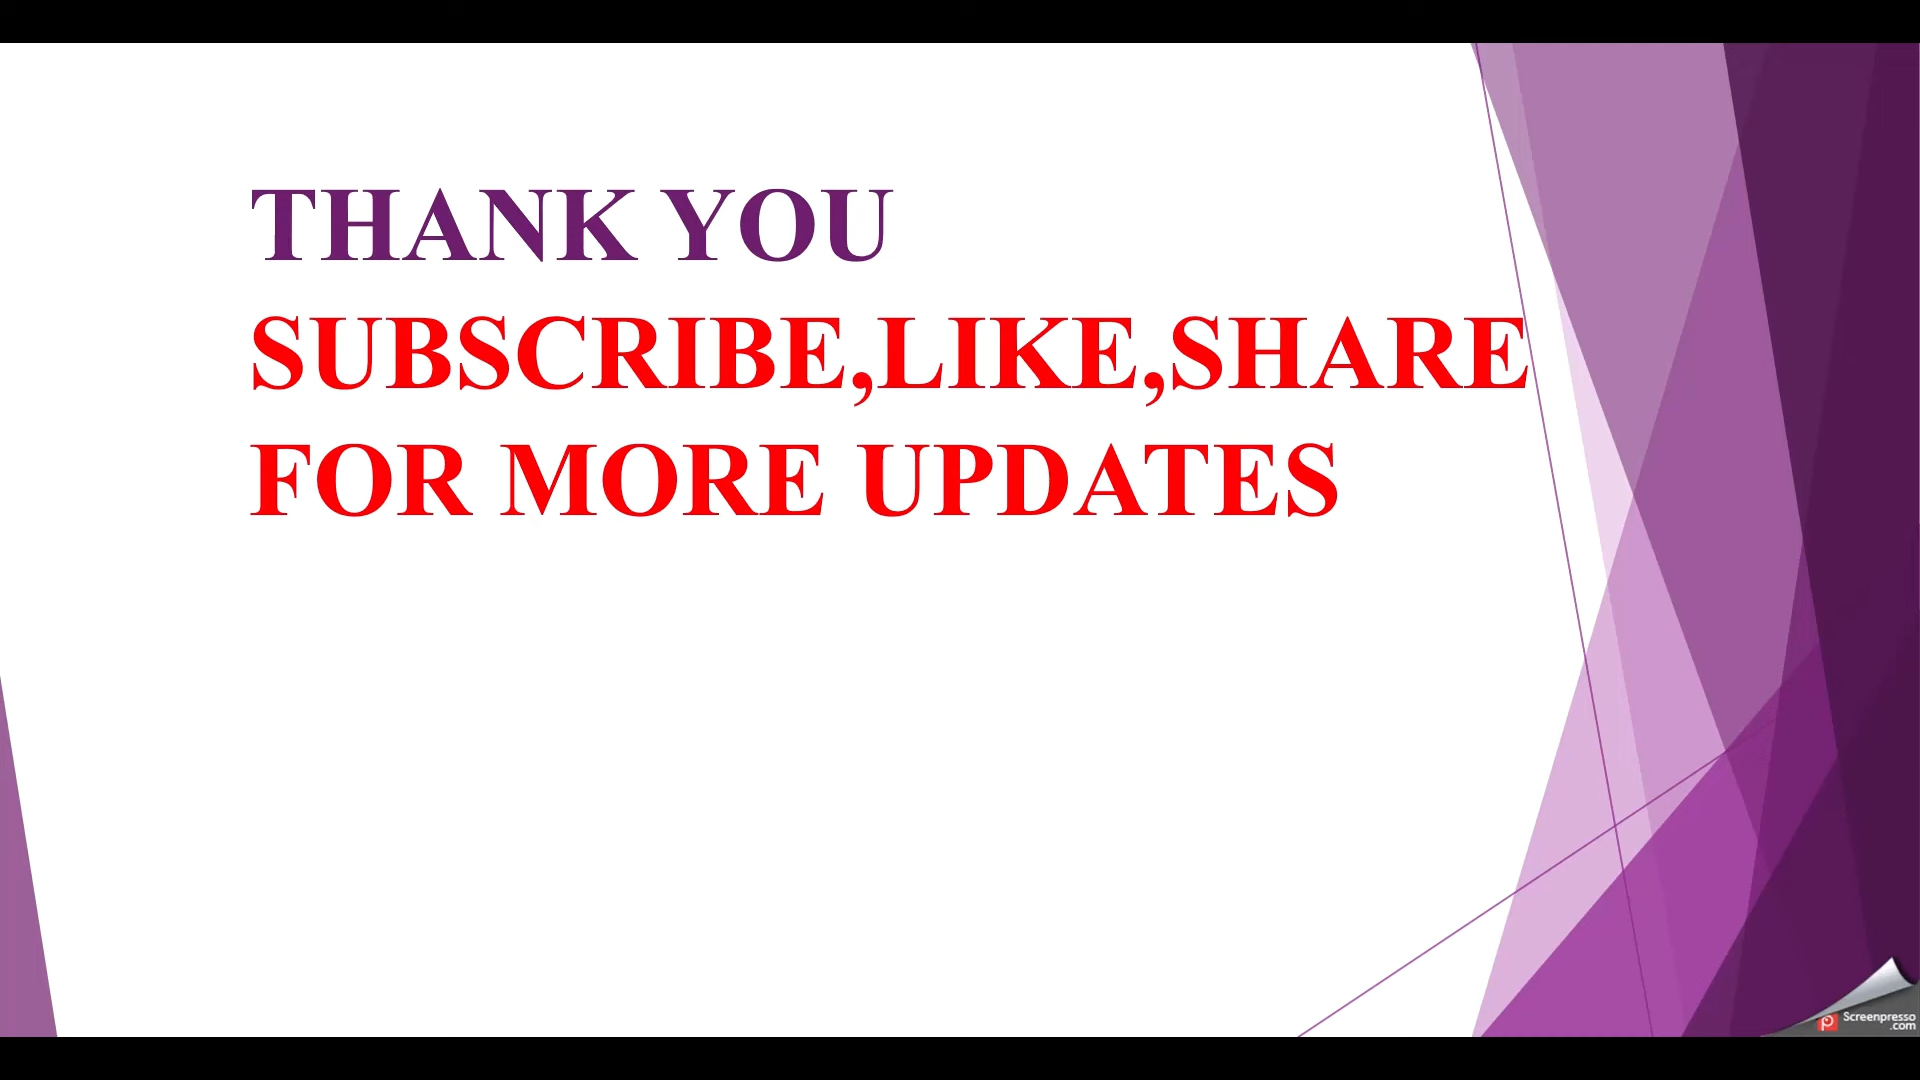 THANK YOU
SUBSCRIBE,LIKE,SHARE
FOR MORE UPDATES
Screenpresso
.com